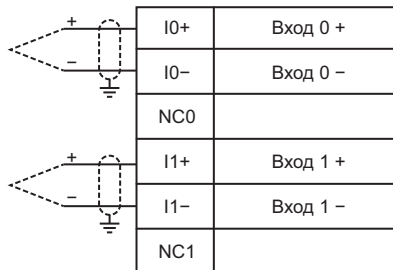 + I0+ Вход 0 +
− I0− Вход 0 −
NC0
+ I1+ Вход 1 +
− I1− Вход 1 −
NC1